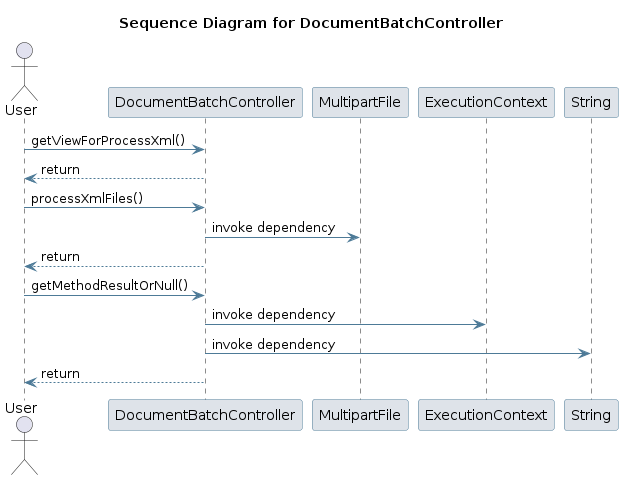 Sequence Diagram for DocumentBatchController
User
DocumentBatchController
MultipartFile
ExecutionContext
String
getViewForProcessXml()
return
processXmlFiles()
invoke dependency
return
getMethodResultOrNull()
invoke dependency
invoke dependency
return
User
DocumentBatchController
MultipartFile
ExecutionContext
String